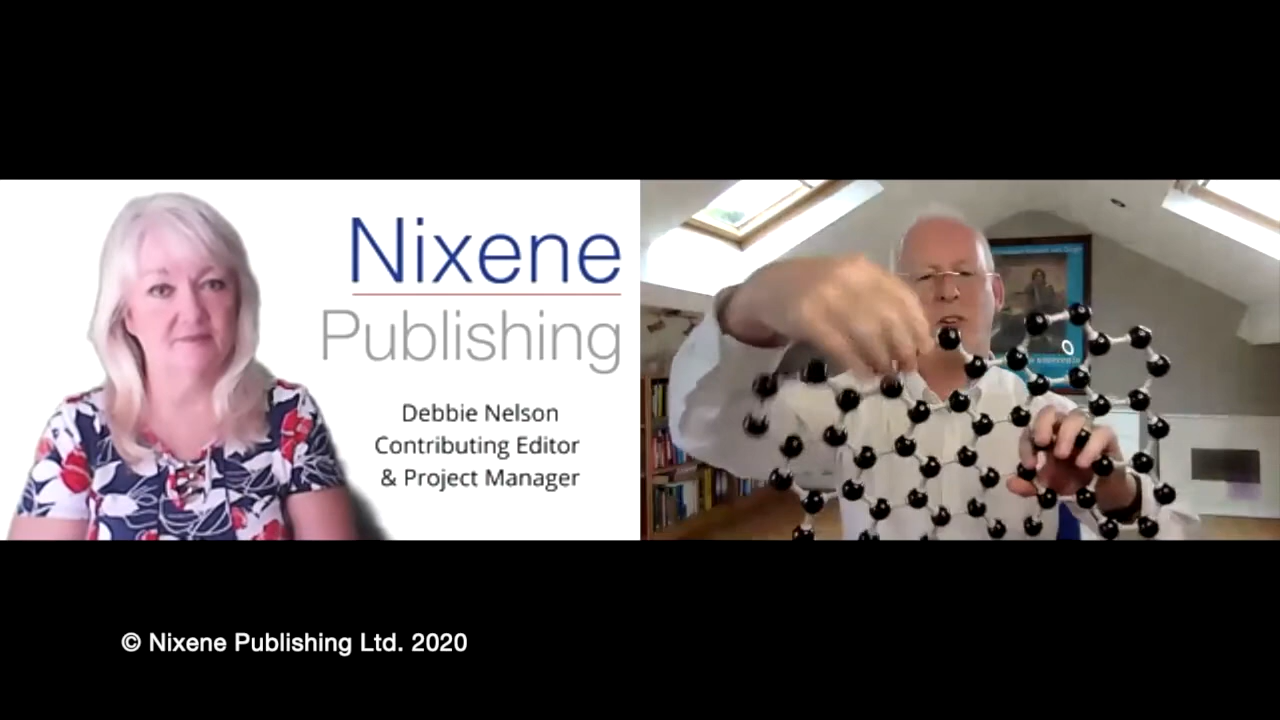 Nixene
Publishing
Debbie Nelson
Contributing Editor
& Project Manager
© Nixene Publishing Ltd. 2020